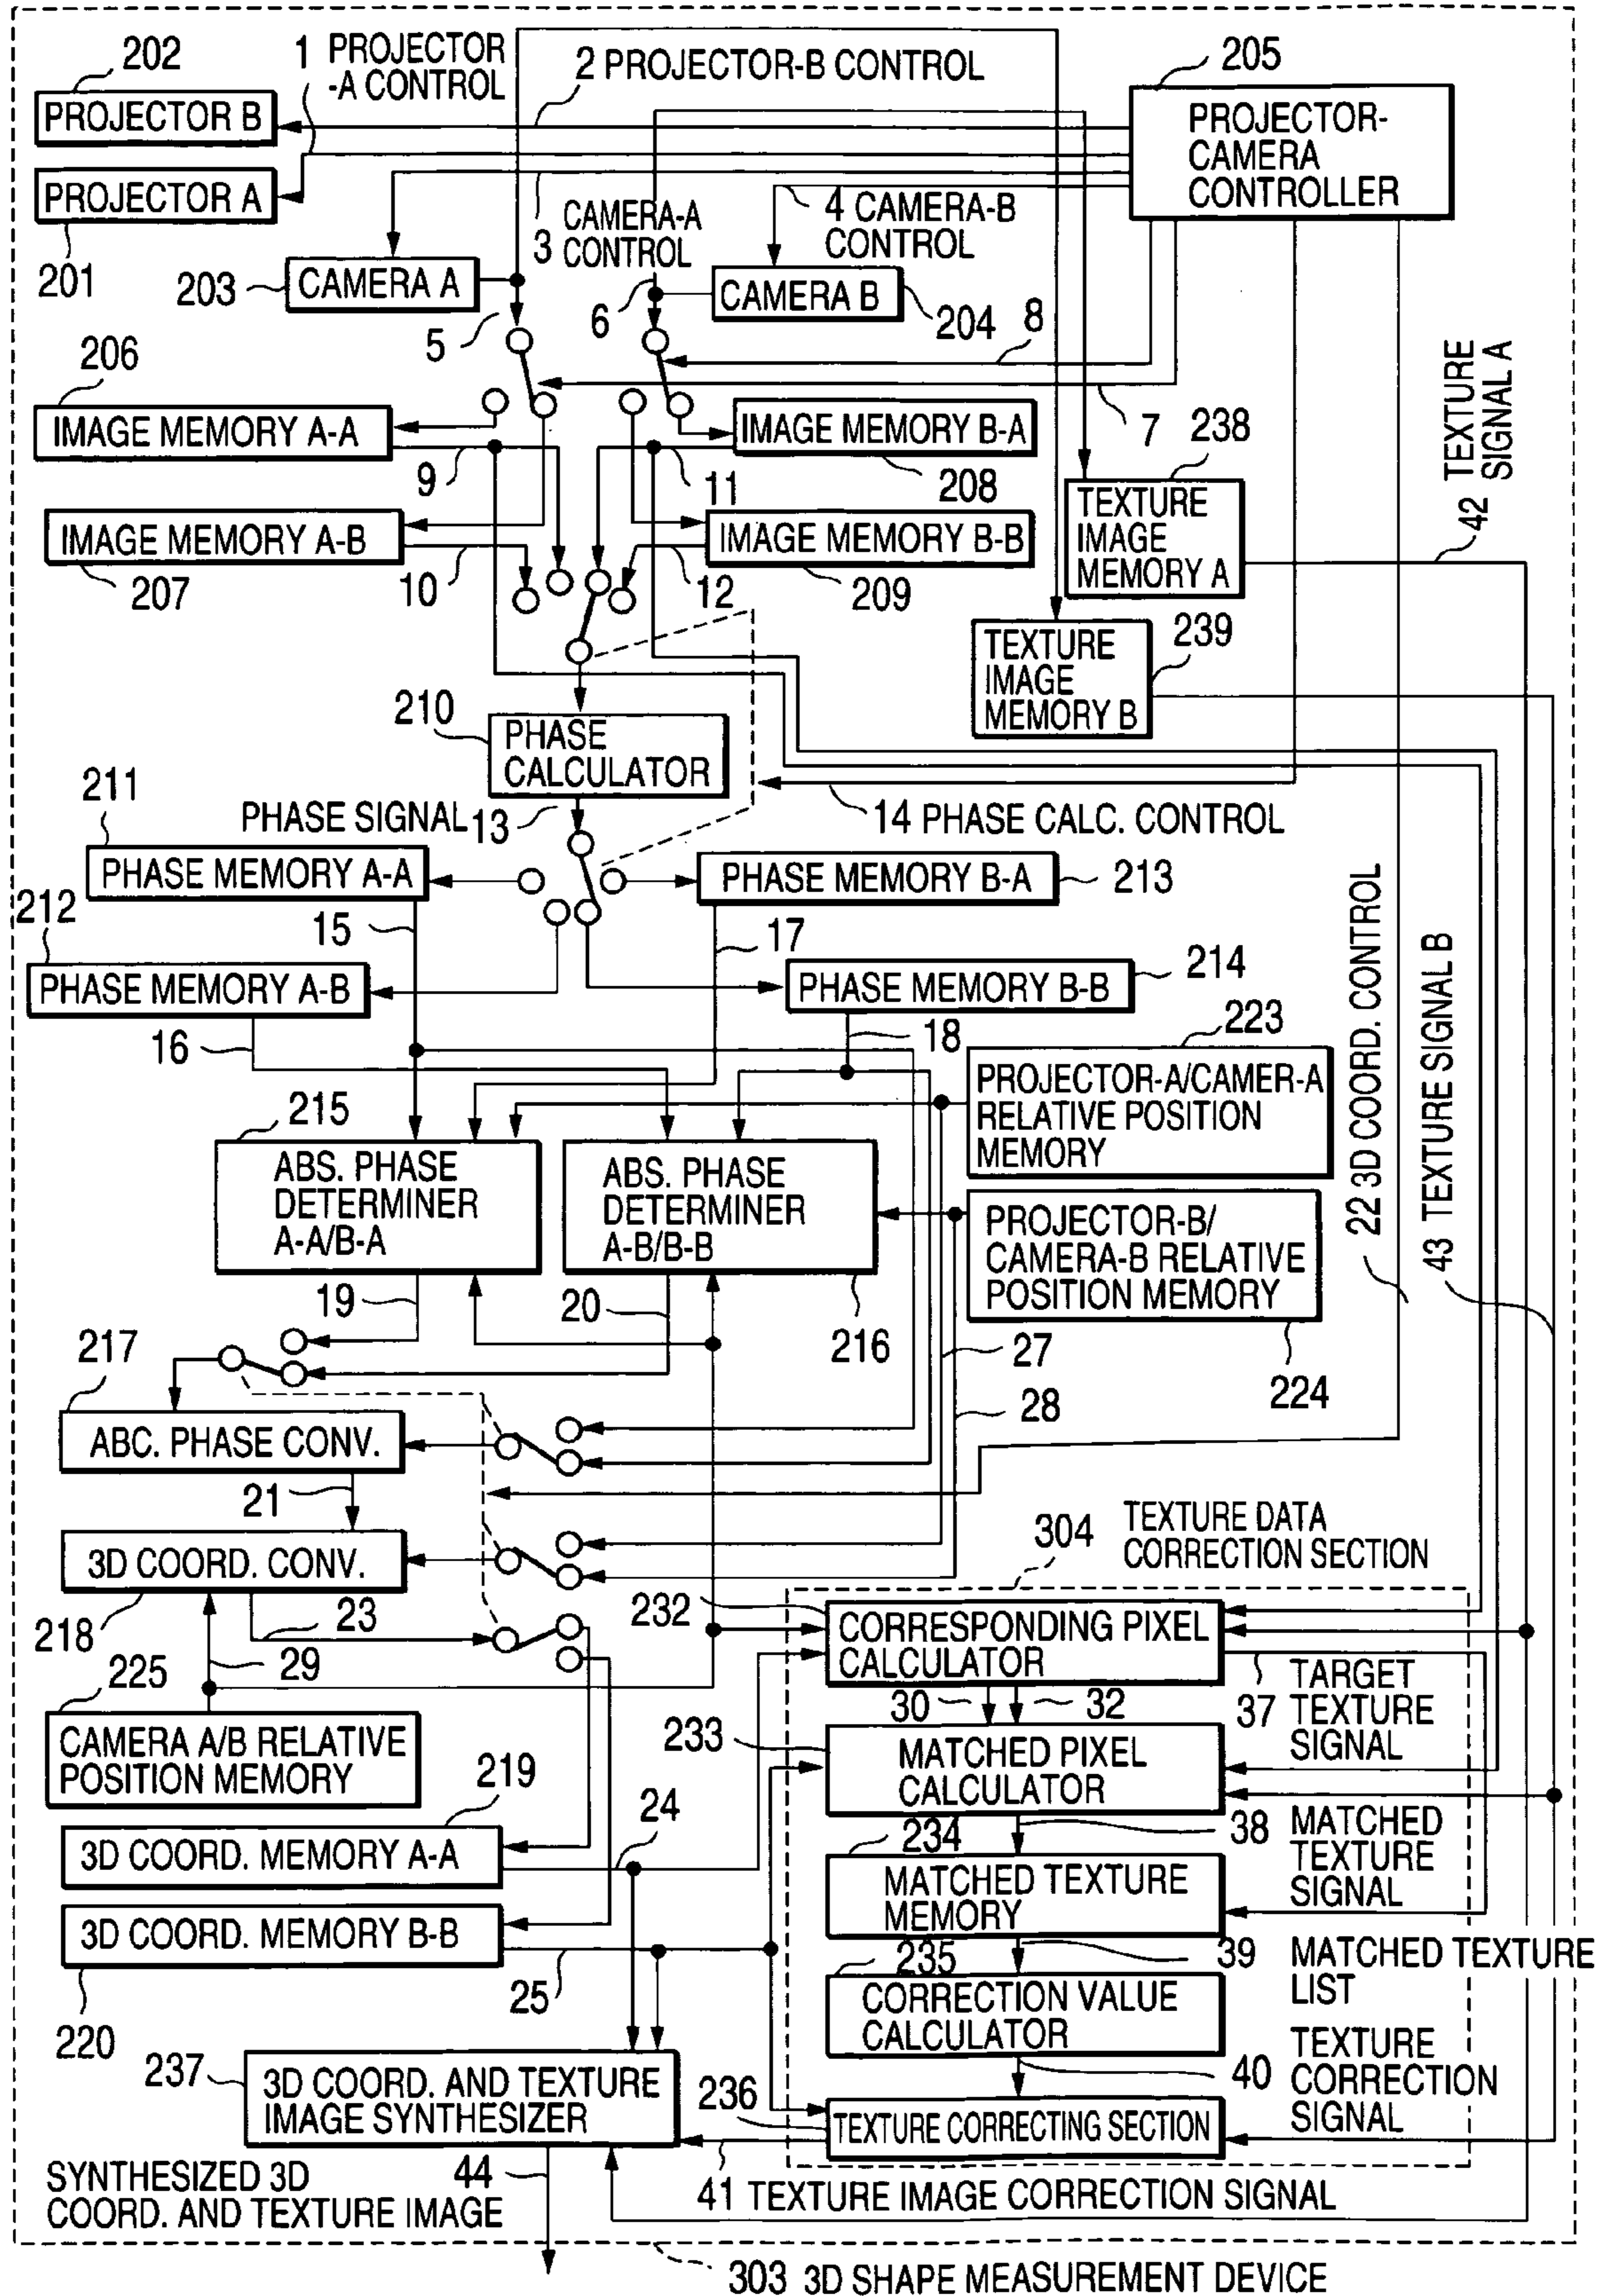 202
1 PROJECTOR
-A CONTROL
2 PROJECTOR-B CONTROL
205
PROJECTOR B
PROJECTOR-
CAMERA
CONTROLLER
PROJECTOR A
201
3 CAMERA-A
CONTROL
4 CAMERA-B
CONTROL
203
CAMERA A
CAMERA B
204
5
6
8
7
206
IMAGE MEMORY A-A
IMAGE MEMORY B-A
9
11
208
238
42 TEXTURE
SIGNAL A
IMAGE MEMORY A-B
207
10
IMAGE MEMORY B-B
12
209
TEXTURE
IMAGE
MEMORY A
TEXTURE
IMAGE
MEMORY B
239
210
PHASE
CALCULATOR
211
PHASE SIGNAL 13
14 PHASE CALC. CONTROL
PHASE MEMORY A-A
PHASE MEMORY B-A
213
212
15
17
PHASE MEMORY A-B
PHASE MEMORY B-B
214
16
18
223
22 3D COORD. CONTROL
43 TEXTURE SIGNAL B
PROJECTOR-A/CAMER-A
RELATIVE POSITION
MEMORY
215
ABS. PHASE
DETERMINER
A-A/B-A
ABS. PHASE
DETERMINER
A-B/B-B
PROJECTOR-B/
CAMERA-B RELATIVE
POSITION MEMORY
19
20
216
27
224
217
28
ABC. PHASE CONV.
21
3D COORD. CONV.
304
TEXTURE DATA
CORRECTION SECTION
218
23
29
232
CORRESPONDING PIXEL
CALCULATOR
225
30
32
37
TARGET
TEXTURE
SIGNAL
CAMERA A/B RELATIVE
POSITION MEMORY
233
MATCHED PIXEL
CALCULATOR
219
24
234
38
MATCHED
TEXTURE
SIGNAL
3D COORD. MEMORY A-A
MATCHED TEXTURE
MEMORY
3D COORD. MEMORY B-B
25
235
39
MATCHED TEXTURE
LIST
220
CORRECTION VALUE
CALCULATOR
237
3D COORD. AND TEXTURE
IMAGE SYNTHESIZER
236
40
TEXTURE
CORRECTION
SIGNAL
TEXTURE CORRECTING SECTION
SYNTHESIZED 3D
COORD. AND TEXTURE IMAGE
44
41 TEXTURE IMAGE CORRECTION SIGNAL
303 3D SHAPE MEASUREMENT DEVICE